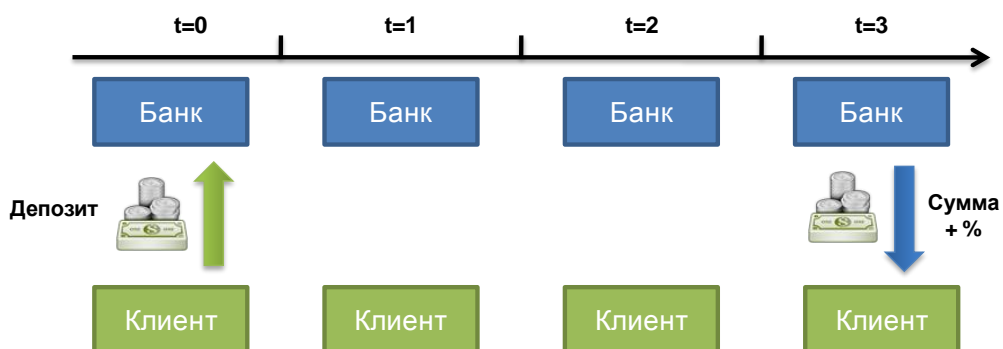 t=0 t=1 t=2 t=3
Банк Банк Банк Банк
Депозит
Сумма
+ %
Клиент Клиент Клиент Клиент